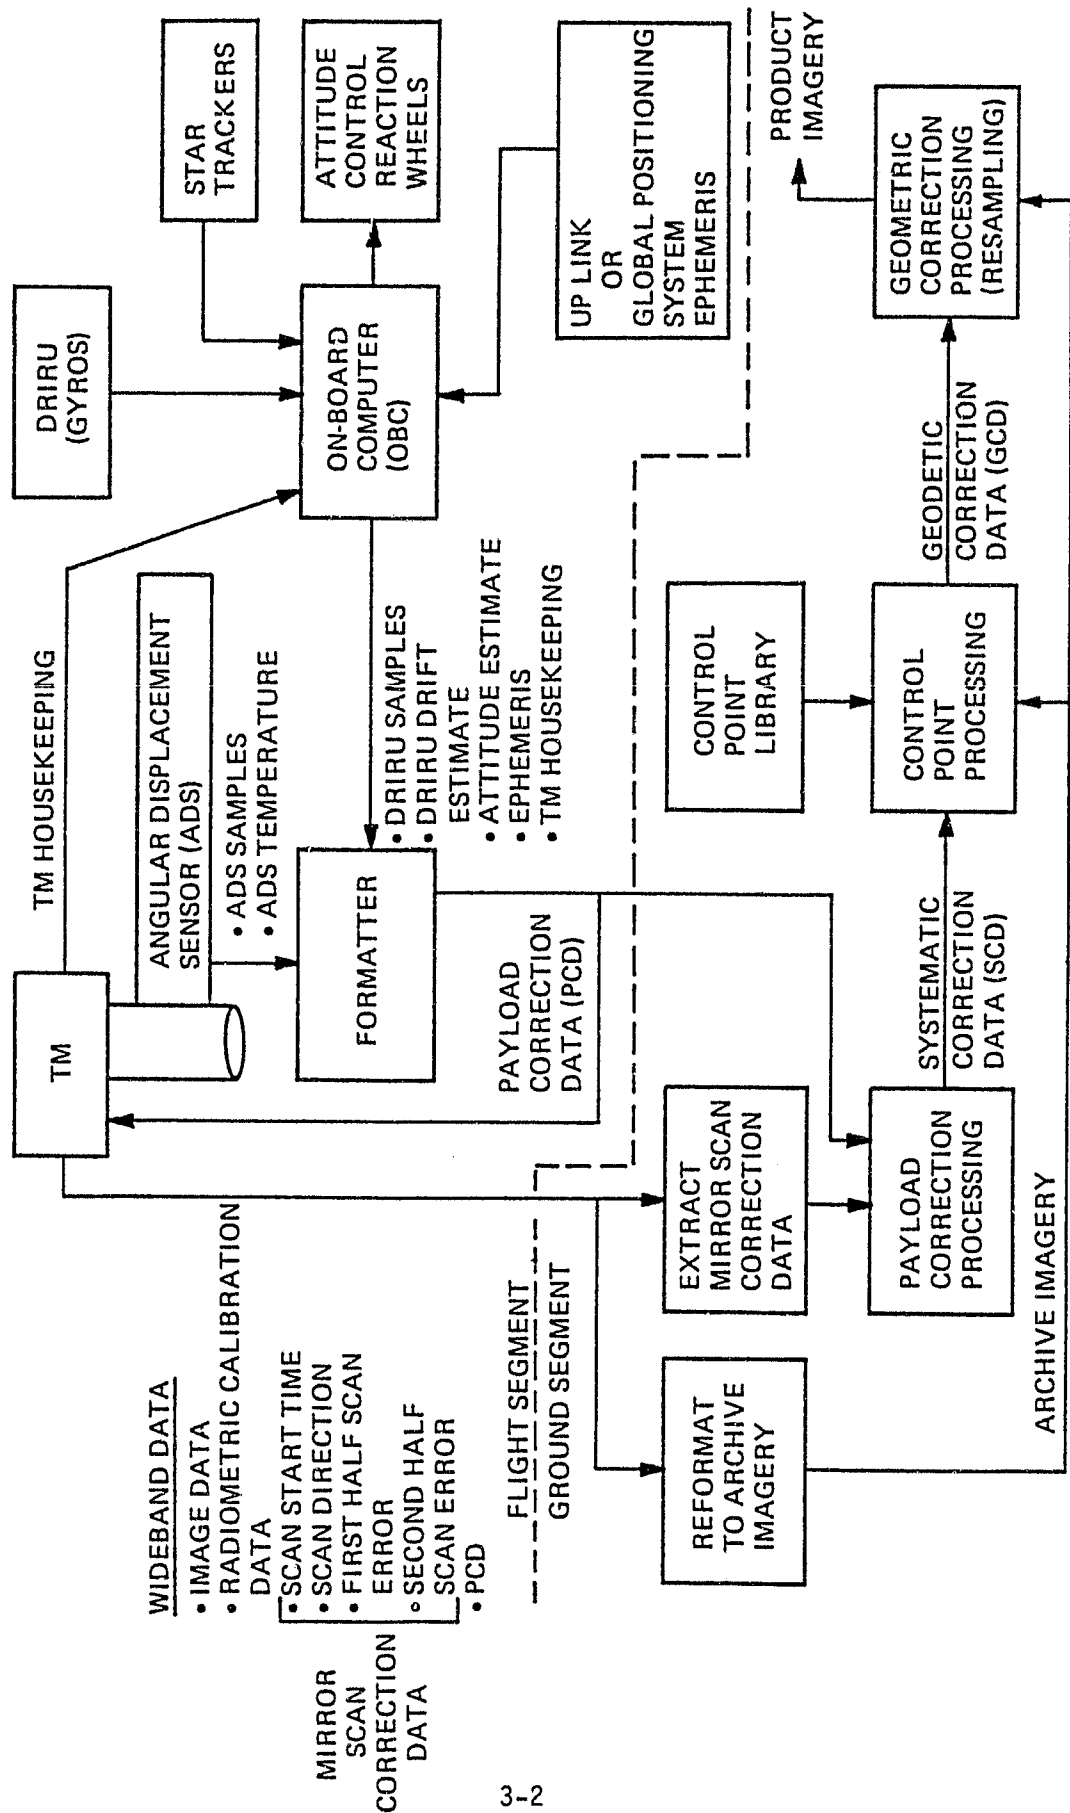 TM HOUSEKEEPING
TM
ANGULAR DISPLACEMENT
SENSOR (ADS)
• ADS SAMPLES
• ADS TEMPERATURE
DRIRU
(GYROS)
STAR
TRACKERS
ON-BOARD
COMPUTER
(OBC)
ATTITUDE
CONTROL
REACTION
WHEELS
UP LINK
OR
GLOBAL POSITIONING
SYSTEM
EPHEMERIS
FORMATTER
• DRIRU SAMPLES
• DRIRU DRIFT
ESTIMATE
• ATTITUDE ESTIMATE
• EPHEMERIS
• TM HOUSEKEEPING
PAYLOAD
CORRECTION
DATA (PCD)
WIDEBAND DATA
• IMAGE DATA
• RADIOMETRIC CALIBRATION
DATA
• SCAN START TIME
• SCAN DIRECTION
• FIRST HALF SCAN
ERROR
• SECOND HALF
SCAN ERROR
• PCD
MIRROR
SCAN
CORRECTION
DATA
FLIGHT SEGMENT
GROUND SEGMENT
REFORMAT
TO ARCHIVE
IMAGERY
EXTRACT
MIRROR SCAN
CORRECTION
DATA
PAYLOAD
CORRECTION
PROCESSING
SYSTEMATIC
CORRECTION
DATA (SCD)
CONTROL
POINT
LIBRARY
CONTROL
POINT
PROCESSING
GEODETIC
CORRECTION
DATA (GCD)
GEOMETRIC
CORRECTION
PROCESSING
(RESAMPLING)
PRODUCT
IMAGERY
ARCHIVE IMAGERY
3-2